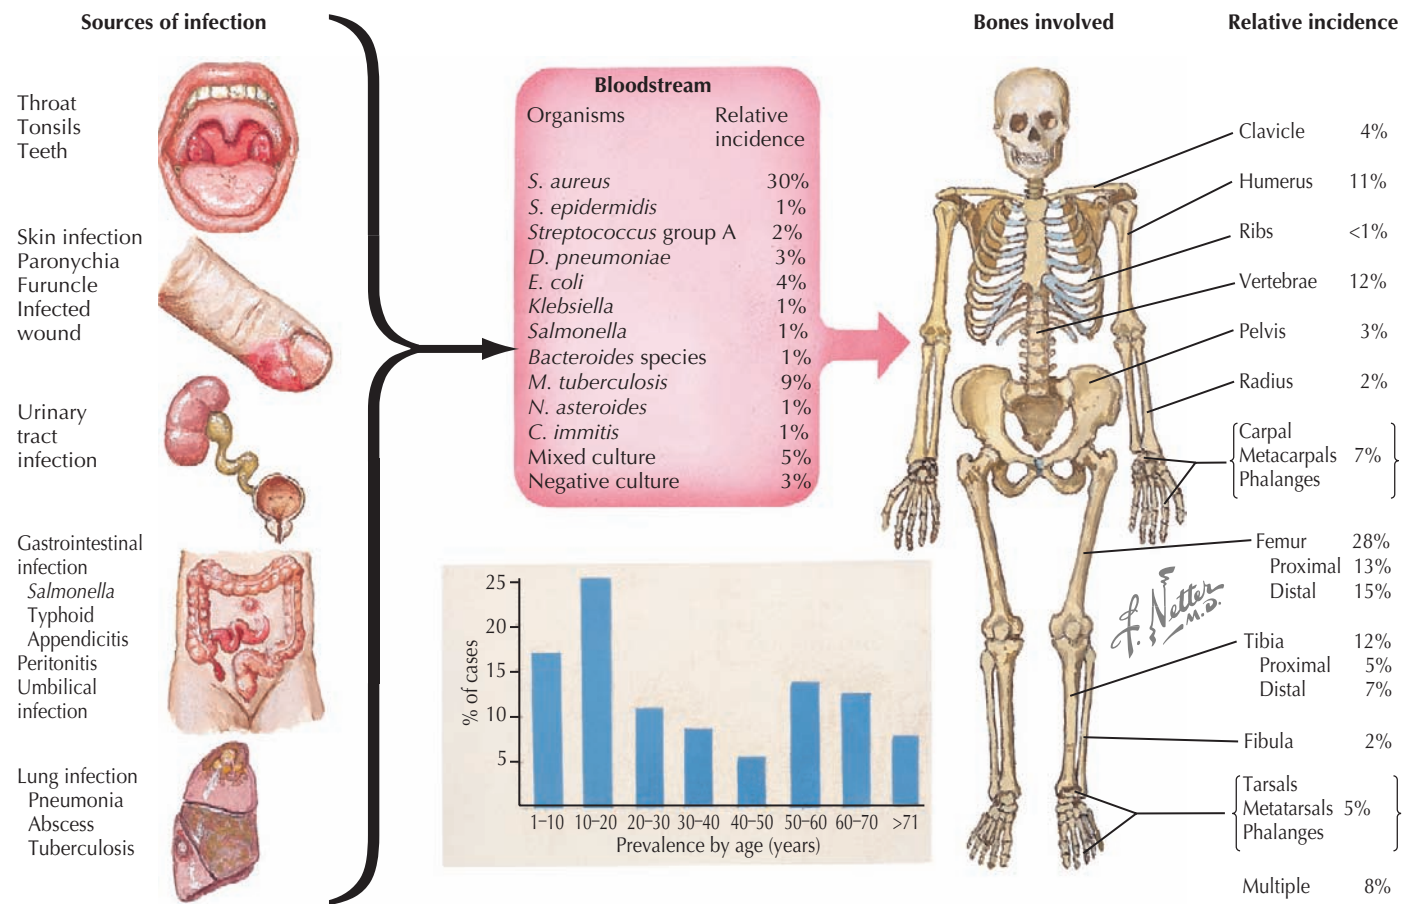 Sources of infection
Throat
Tonsils
Teeth
Skin infection
Paronychia
Furuncle
Infected
wound
Urinary
tract
infection
Gastrointestinal
infection
Salmonella
Typhoid
Appendicitis
Peritonitis
Umbilical
infection
Lung infection
Pneumonia
Abscess
Tuberculosis
Bloodstream
Organisms Relative
incidence
S. aureus 30%
S. epidermidis 1%
Streptococcus group A 2%
D. pneumoniae 3%
E. coli 4%
Klebsiella 1%
Salmonella 1%
Bacteroides species 1%
M. tuberculosis 9%
N. asteroides 1%
C. immitis 1%
Mixed culture 5%
Negative culture 3%
% of cases
25
20
15
10
5
1–10 10–20 20–30 30–40 40–50 50–60 60–70 >71
Prevalence by age (years)
Bones involved Relative incidence
Clavicle 4%
Humerus 11%
Ribs <1%
Vertebrae 12%
Pelvis 3%
Radius 2%
Carpal
Metacarpals 7%
Phalanges
Femur 28%
Proximal 13%
Distal 15%
Tibia 12%
Proximal 5%
Distal 7%
Fibula 2%
Tarsals
Metatarsals 5%
Phalanges
Multiple 8%
F. Netter
M.D.